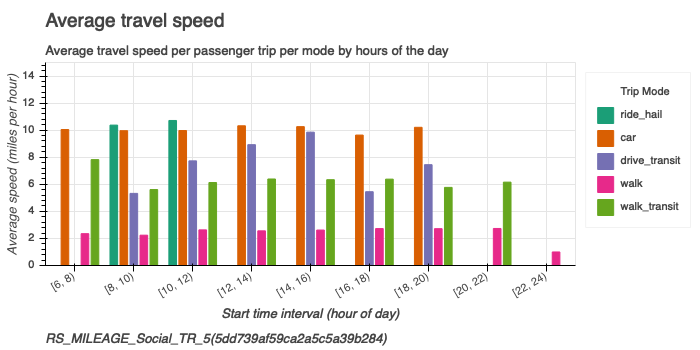 Average travel speed
Average travel speed per passenger trip per mode by hours of the day
Average speed (miles per hour)
14
12
10
8
6
4
2
0
[6, 8)
[8, 10)
[10, 12)
[12, 14)
[14, 16)
[16, 18)
[18, 20)
[20, 22)
[22, 24)
Start time interval (hour of day)
Trip Mode
ride_hail
car
drive_transit
walk
walk_transit
RS_MILEAGE_Social_TR_5(5dd739af59ca2a5c5a39b284)